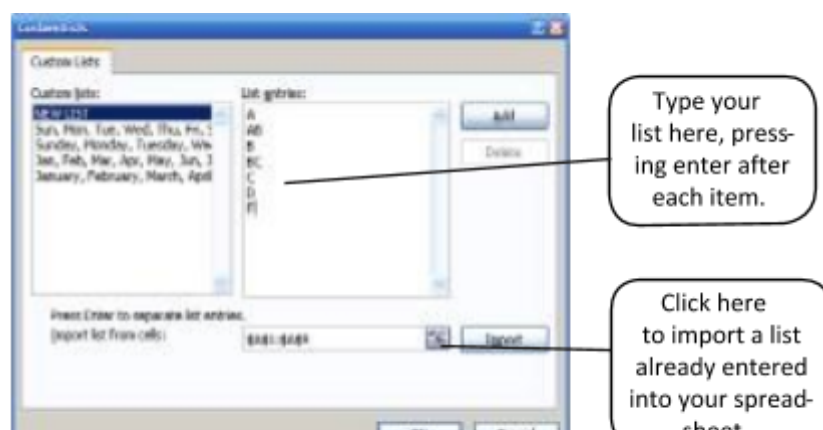 Custom Lists
Custom Lists
Custom lists:
NEW LIST
Sun, Mon, Tue, Wed, Thu, Fri, S
Sunday, Monday, Tuesday, We
Jan, Feb, Mar, Apr, May, Jun, J
January, February, March, April
List entries:
A
AB
B
BC
C
D
F
Add
Delete
Press Enter to separate list entries.
Import list from cells:
Import
Type your
list here, press-
ing enter after
each item.
Click here
to import a list
already entered
into your spread-
sheet